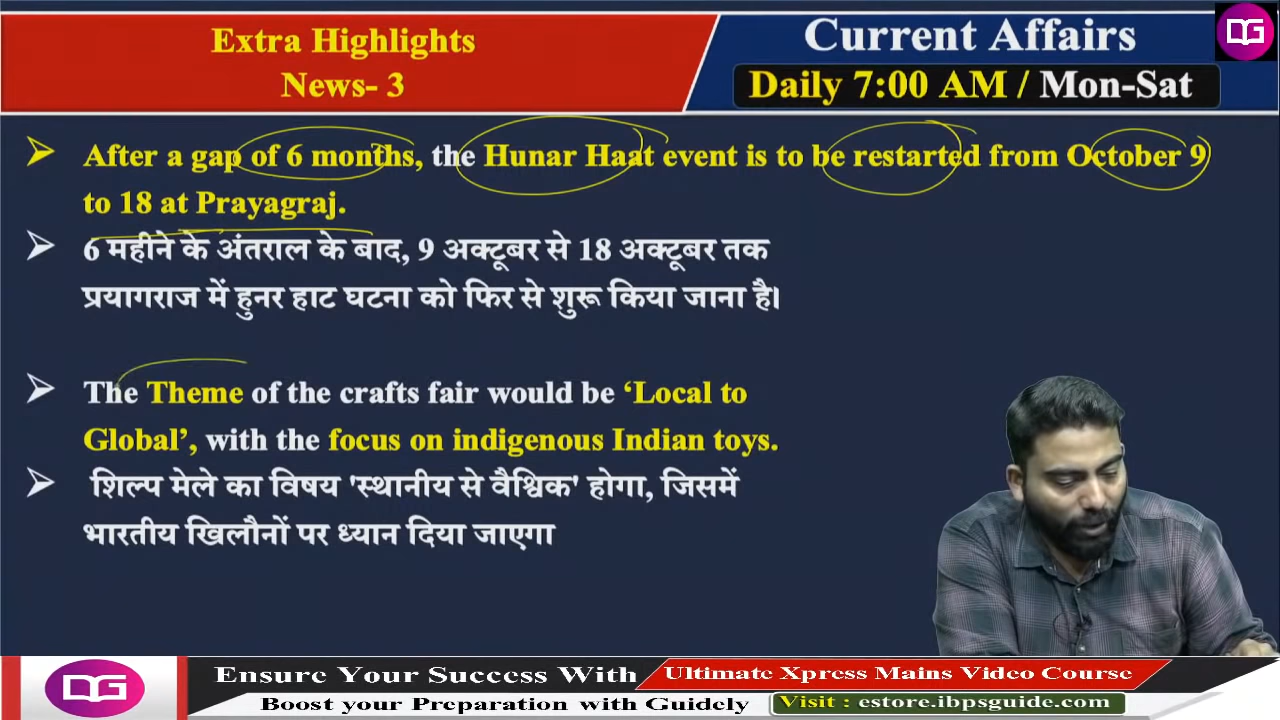 Extra Highlights
News- 3
Current Affairs
Daily 7:00 AM / Mon-Sat
DG
After a gap of 6 months, the Hunar Haat event is to be restarted from October 9
to 18 at Prayagraj.
6 महीने के अंतराल के बाद, 9 अक्टूबर से 18 अक्टूबर तक
प्रयागराज में हुनर हाट घटना को फिर से शुरू किया जाना है।
The Theme of the crafts fair would be ‘Local to
Global’, with the focus on indigenous Indian toys.
शिल्प मेले का विषय 'स्थानीय से वैश्विक' होगा, जिसमें
भारतीय खिलौनों पर ध्यान दिया जाएगा
DG
Ensure Your Success With
Ultimate Xpress Mains Video Course
Boost your Preparation with Guidely
Visit : estore.ibpsguide.com